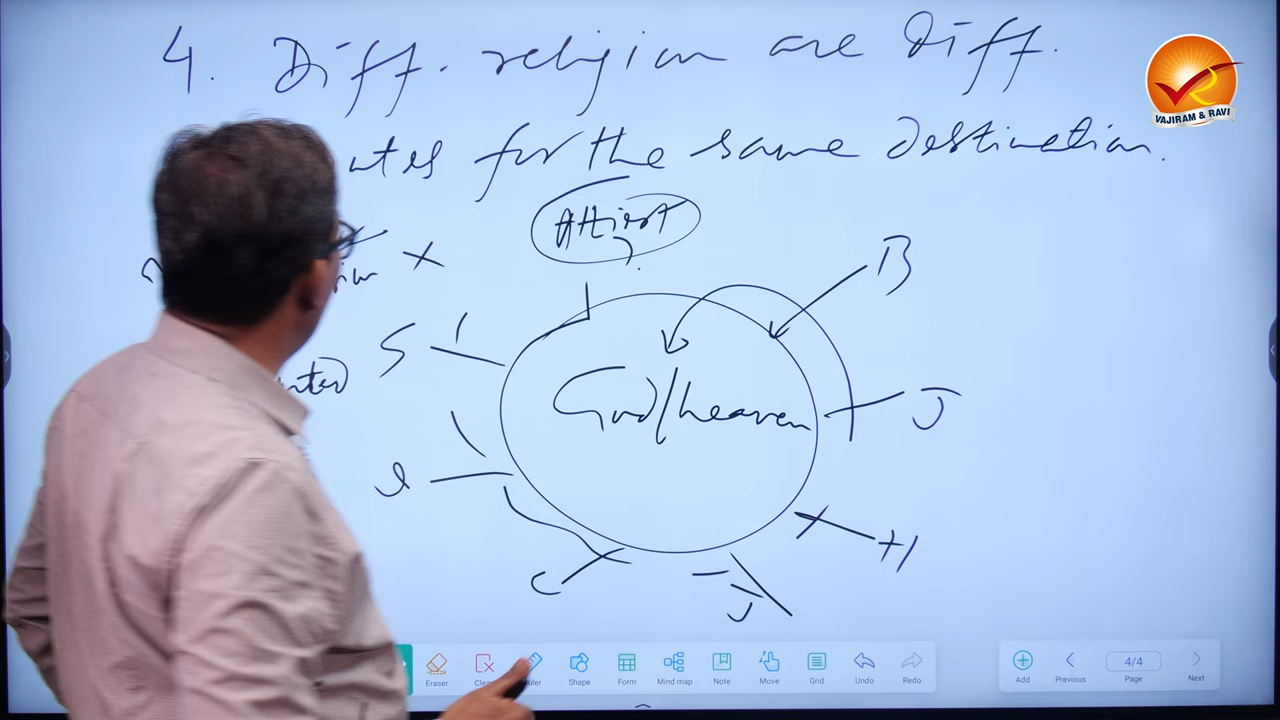 4. Diff. religion are Diff.
utes for the same destination.
VAJIRAM & RAVI
Athiest
?
X
B
S
God/heaven
J
I
H
C
J
Eraser
Shape
Form
Mind map
Note
Move
Grid
Undo
Redo
Add
Previous
4/4
Page
Next